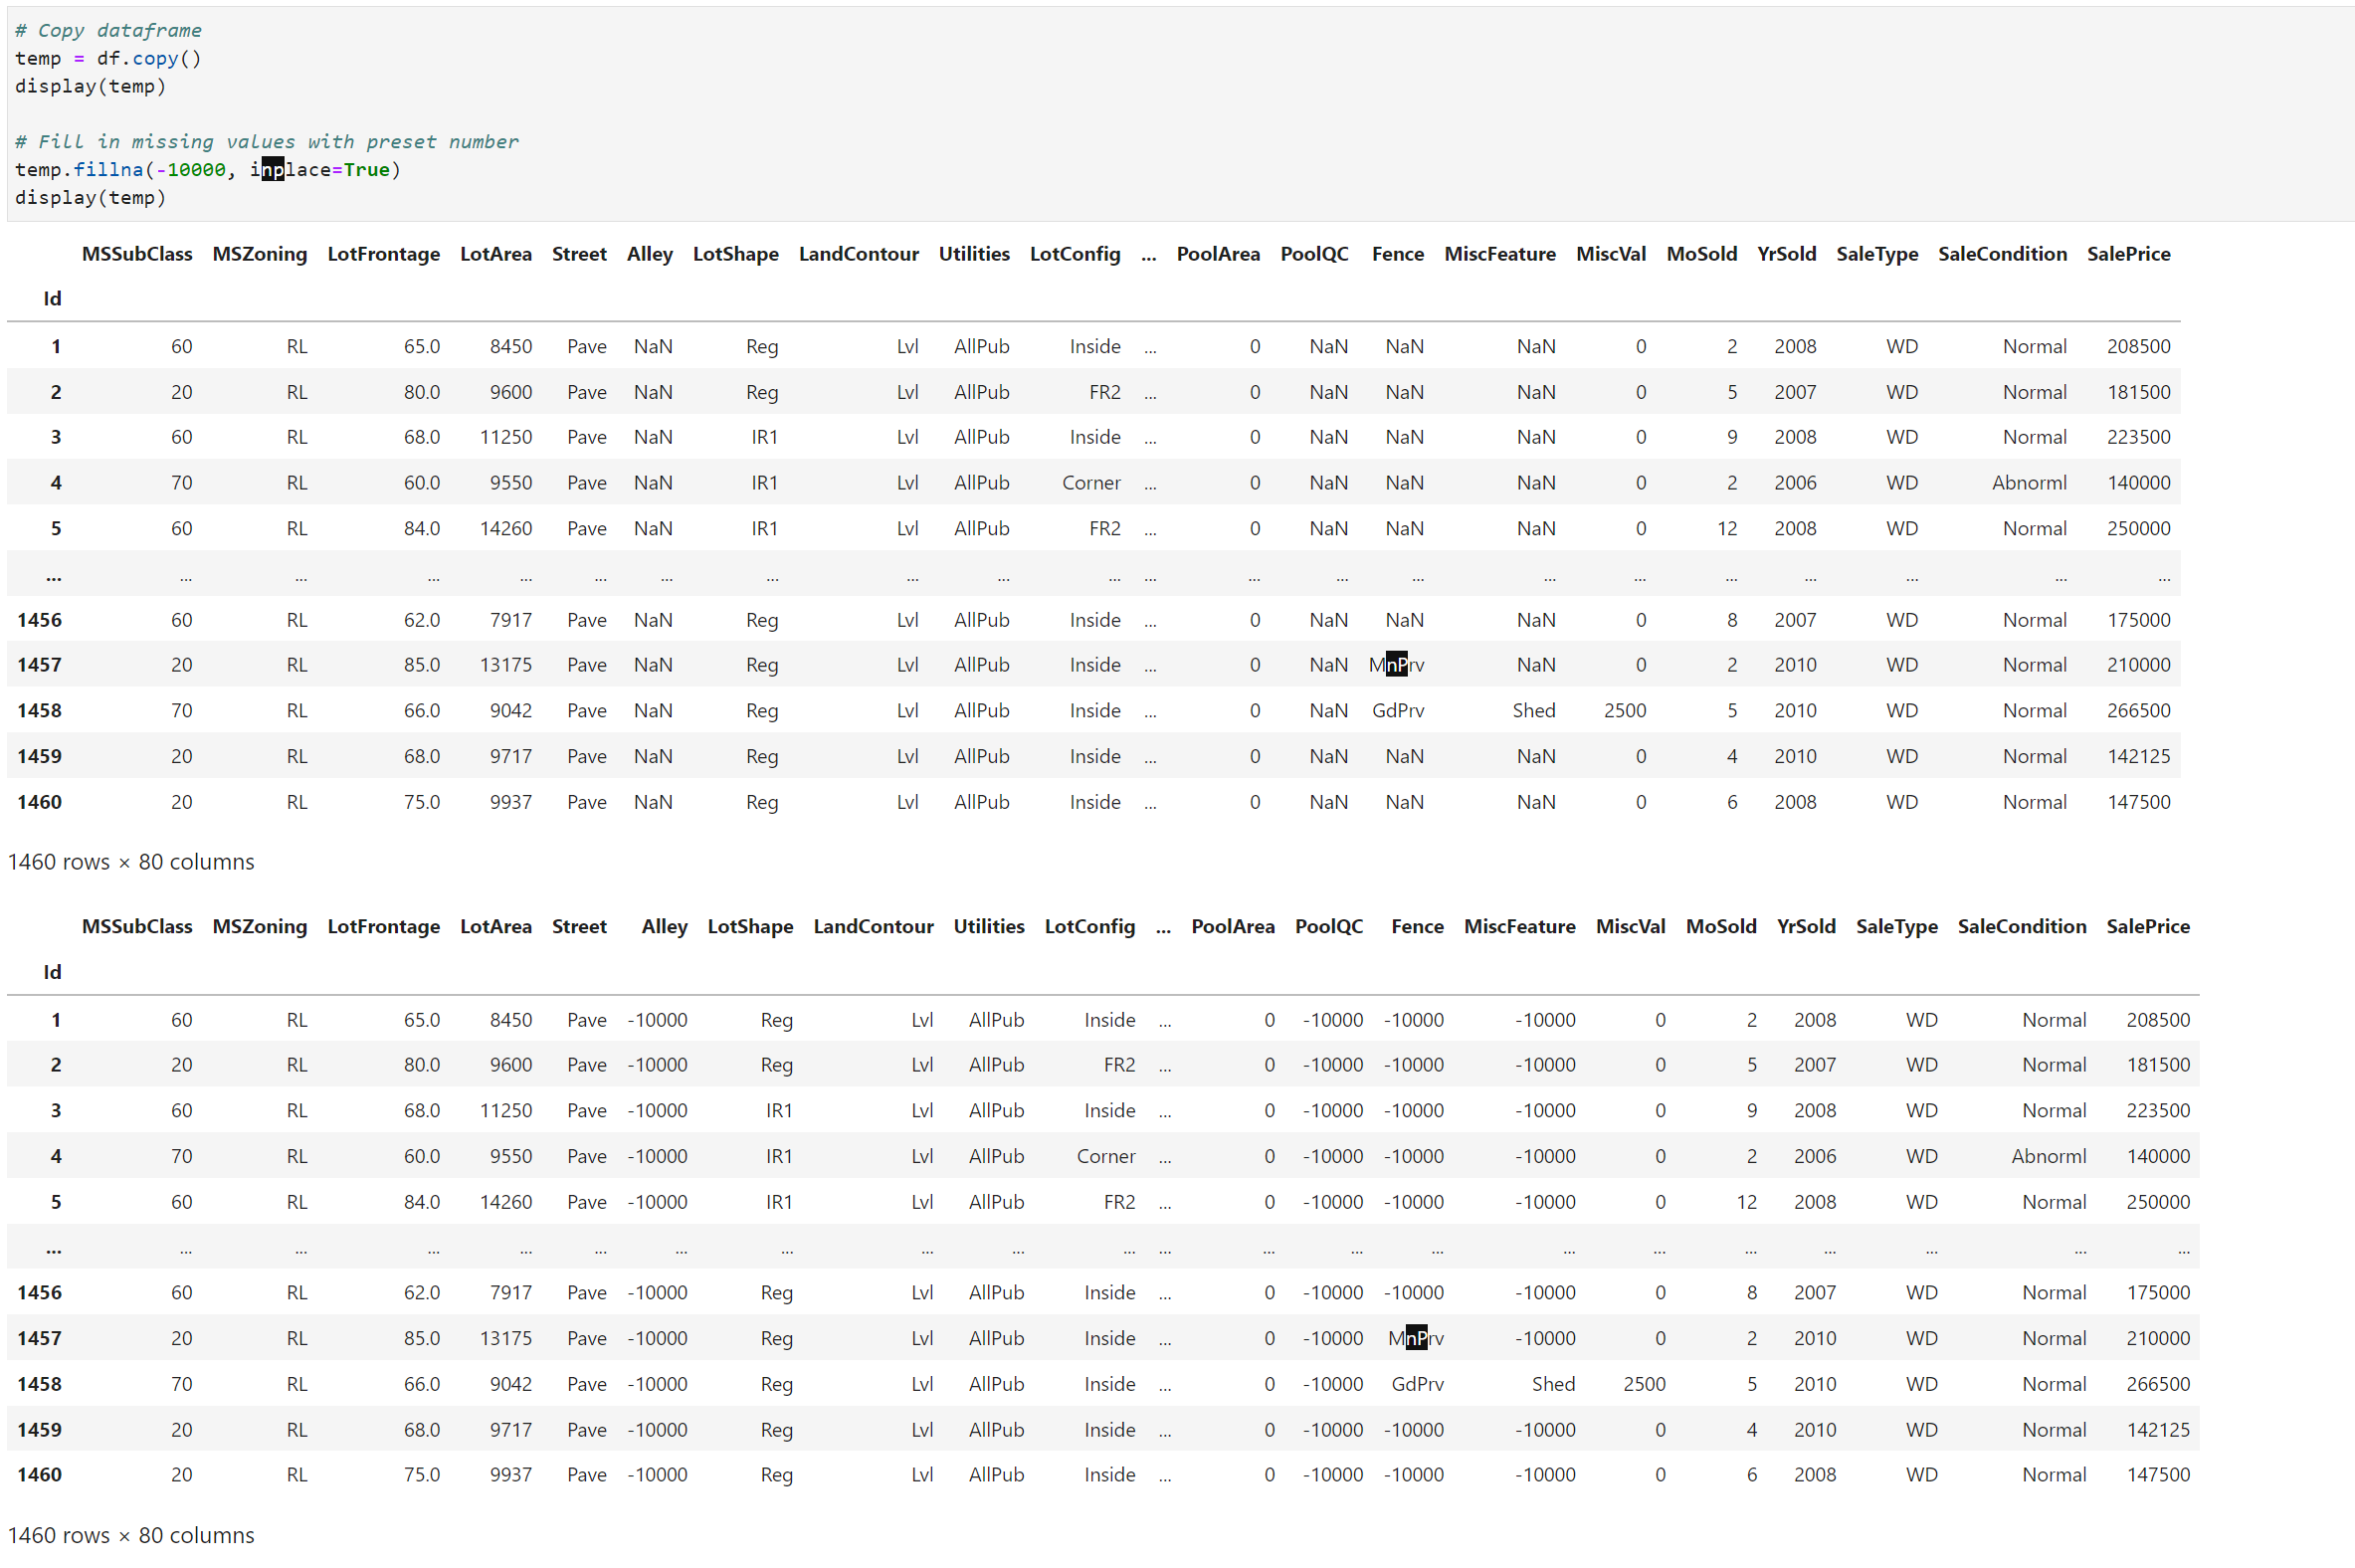 # Copy dataframe
temp = df.copy()
display(temp)
# Fill in missing values with preset number
temp.fillna(-10000, inplace=True)
display(temp)
MSSubClass MSZoning LotFrontage LotArea Street Alley LotShape LandContour Utilities LotConfig ... PoolArea PoolQC Fence MiscFeature MiscVal MoSold YrSold SaleType SaleCondition SalePrice
Id
1 60 RL 65.0 8450 Pave NaN Reg Lvl AllPub Inside ... 0 NaN NaN NaN 0 2 2008 WD Normal 208500
2 20 RL 80.0 9600 Pave NaN Reg Lvl AllPub FR2 ... 0 NaN NaN NaN 0 5 2007 WD Normal 181500
3 60 RL 68.0 11250 Pave NaN IR1 Lvl AllPub Inside ... 0 NaN NaN NaN 0 9 2008 WD Normal 223500
4 70 RL 60.0 9550 Pave NaN IR1 Lvl AllPub Corner ... 0 NaN NaN NaN 0 2 2006 WD Abnorml 140000
5 60 RL 84.0 14260 Pave NaN IR1 Lvl AllPub FR2 ... 0 NaN NaN NaN 0 12 2008 WD Normal 250000
... ... ... ... ... ... ... ... ... ... ... ... ... ... ... ... ... ... ... ... ... ...
1456 60 RL 62.0 7917 Pave NaN Reg Lvl AllPub Inside ... 0 NaN NaN NaN 0 8 2007 WD Normal 175000
1457 20 RL 85.0 13175 Pave NaN Reg Lvl AllPub Inside ... 0 NaN MnPrv NaN 0 2 2010 WD Normal 210000
1458 70 RL 66.0 9042 Pave NaN Reg Lvl AllPub Inside ... 0 NaN GdPrv Shed 2500 5 2010 WD Normal 266500
1459 20 RL 68.0 9717 Pave NaN Reg Lvl AllPub Inside ... 0 NaN NaN NaN 0 4 2010 WD Normal 142125
1460 20 RL 75.0 9937 Pave NaN Reg Lvl AllPub Inside ... 0 NaN NaN NaN 0 6 2008 WD Normal 147500
1460 rows × 80 columns
MSSubClass MSZoning LotFrontage LotArea Street Alley LotShape LandContour Utilities LotConfig ... PoolArea PoolQC Fence MiscFeature MiscVal MoSold YrSold SaleType SaleCondition SalePrice
Id
1 60 RL 65.0 8450 Pave -10000 Reg Lvl AllPub Inside ... 0 -10000 -10000 -10000 0 2 2008 WD Normal 208500
2 20 RL 80.0 9600 Pave -10000 Reg Lvl AllPub FR2 ... 0 -10000 -10000 -10000 0 5 2007 WD Normal 181500
3 60 RL 68.0 11250 Pave -10000 IR1 Lvl AllPub Inside ... 0 -10000 -10000 -10000 0 9 2008 WD Normal 223500
4 70 RL 60.0 9550 Pave -10000 IR1 Lvl AllPub Corner ... 0 -10000 -10000 -10000 0 2 2006 WD Abnorml 140000
5 60 RL 84.0 14260 Pave -10000 IR1 Lvl AllPub FR2 ... 0 -10000 -10000 -10000 0 12 2008 WD Normal 250000
... ... ... ... ... ... ... ... ... ... ... ... ... ... ... ... ... ... ... ... ... ...
1456 60 RL 62.0 7917 Pave -10000 Reg Lvl AllPub Inside ... 0 -10000 -10000 -10000 0 8 2007 WD Normal 175000
1457 20 RL 85.0 13175 Pave -10000 Reg Lvl AllPub Inside ... 0 -10000 MnPrv -10000 0 2 2010 WD Normal 210000
1458 70 RL 66.0 9042 Pave -10000 Reg Lvl AllPub Inside ... 0 -10000 GdPrv Shed 2500 5 2010 WD Normal 266500
1459 20 RL 68.0 9717 Pave -10000 Reg Lvl AllPub Inside ... 0 -10000 -10000 -10000 0 4 2010 WD Normal 142125
1460 20 RL 75.0 9937 Pave -10000 Reg Lvl AllPub Inside ... 0 -10000 -10000 -10000 0 6 2008 WD Normal 147500
1460 rows × 80 columns